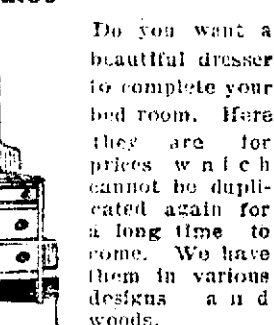 Do you want a
beautiful dresser
to complete your
bed room. Here
they are for
prices which
cannot be dupli-
cated again for
a long time to
come. We have
them in various
designs and
woods.